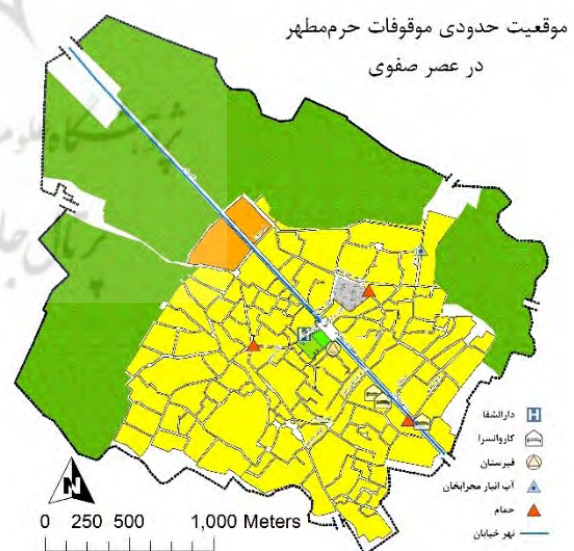 موقعیت حدودی موقوفات حرم‌مطهر
در عصر صفوی
دارالشفا
کاروانسرا
قبرستان
آب انبار محرابخان
حمام
نهر خیابان
N
0 250 500 1,000 Meters